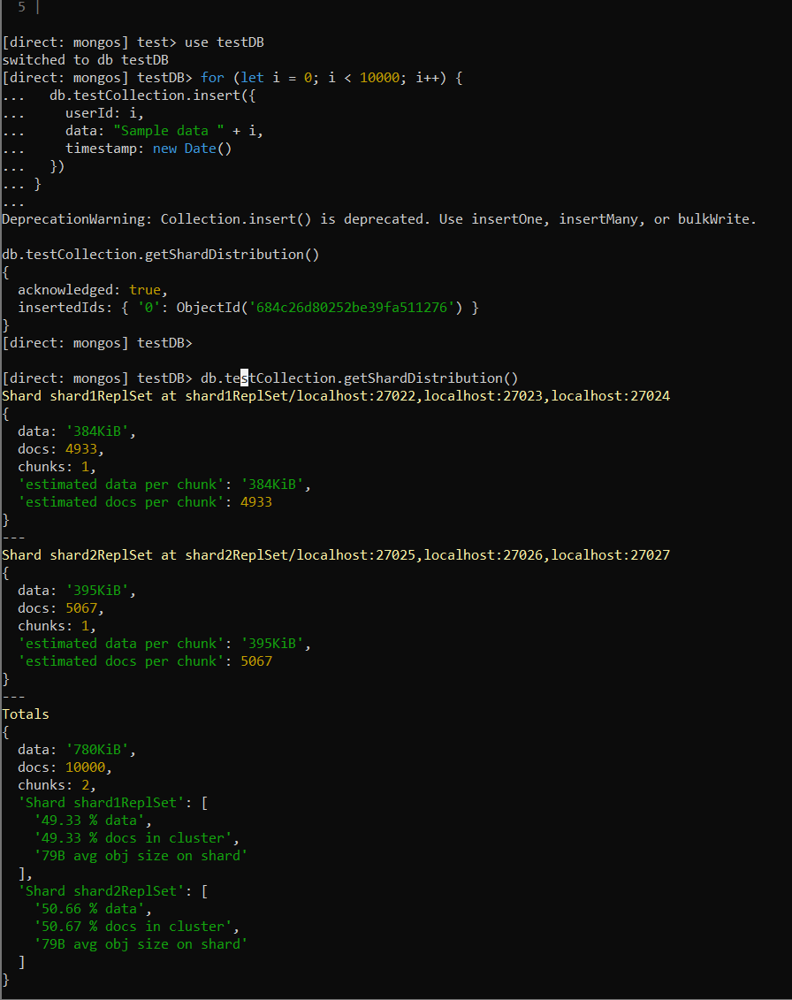 5 |
[direct: mongos] test> use testDB
switched to db testDB
[direct: mongos] testDB> for (let i = 0; i < 10000; i++) {
...   db.testCollection.insert({
...     userId: i,
...     data: "Sample data " + i,
...     timestamp: new Date()
...   })
... }
...
DeprecationWarning: Collection.insert() is deprecated. Use insertOne, insertMany, or bulkWrite.
db.testCollection.getShardDistribution()
{
  acknowledged: true,
  insertedIds: { '0': ObjectId('684c26d80252be39fa511276') }
}
[direct: mongos] testDB>
[direct: mongos] testDB> db.testCollection.getShardDistribution()
Shard shard1ReplSet at shard1ReplSet/localhost:27022,localhost:27023,localhost:27024
{
  data: '384KiB',
  docs: 4933,
  chunks: 1,
  'estimated data per chunk': '384KiB',
  'estimated docs per chunk': 4933
}
---
Shard shard2ReplSet at shard2ReplSet/localhost:27025,localhost:27026,localhost:27027
{
  data: '395KiB',
  docs: 5067,
  chunks: 1,
  'estimated data per chunk': '395KiB',
  'estimated docs per chunk': 5067
}
---
Totals
{
  data: '780KiB',
  docs: 10000,
  chunks: 2,
  'Shard shard1ReplSet': [
    '49.33 % data',
    '49.33 % docs in cluster',
    '79B avg obj size on shard'
  ],
  'Shard shard2ReplSet': [
    '50.66 % data',
    '50.67 % docs in cluster',
    '79B avg obj size on shard'
  ]
}